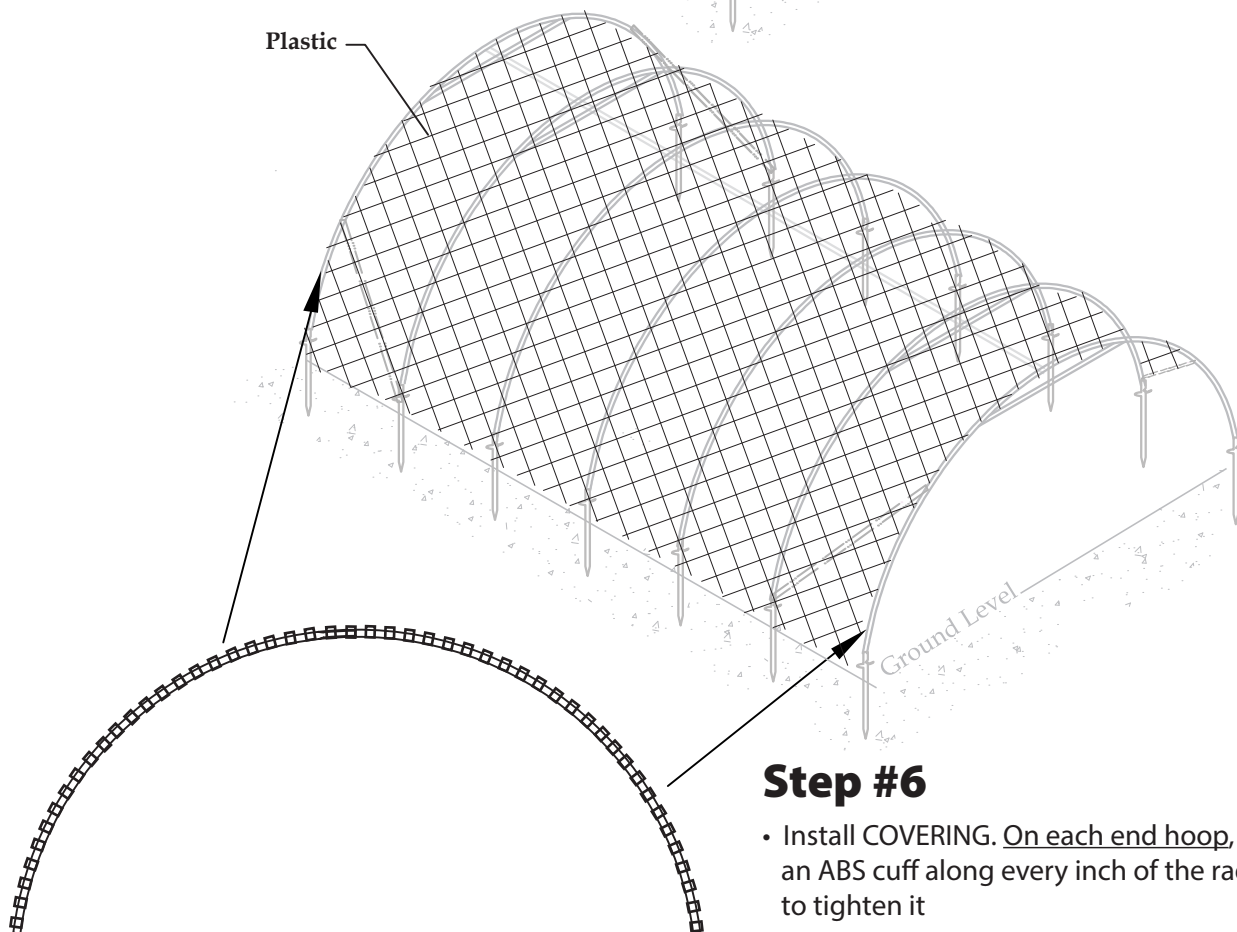 Plastic
Ground Level
Step #6
• Install COVERING. On each end hoop,
an ABS cuff along every inch of the
to tighten it